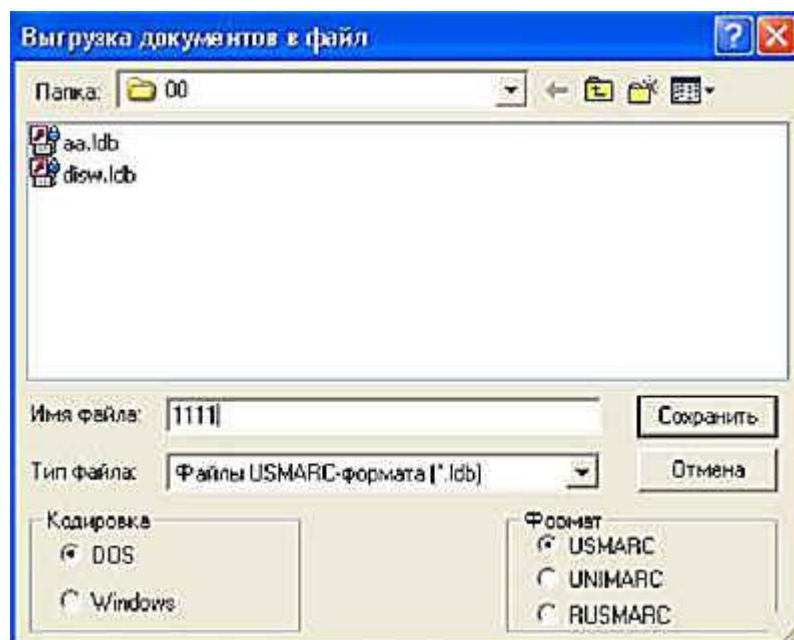 Выгрузка документов в файл
Папка: 00
aa.ldb
disw.ldb
Имя файла: 1111 Сохранить
Тип файла: Файлы USMARC-формата (*.ldb) Отмена
Кодировка
DOS
Windows
Формат
USMARC
UNIMARC
RUSMARC